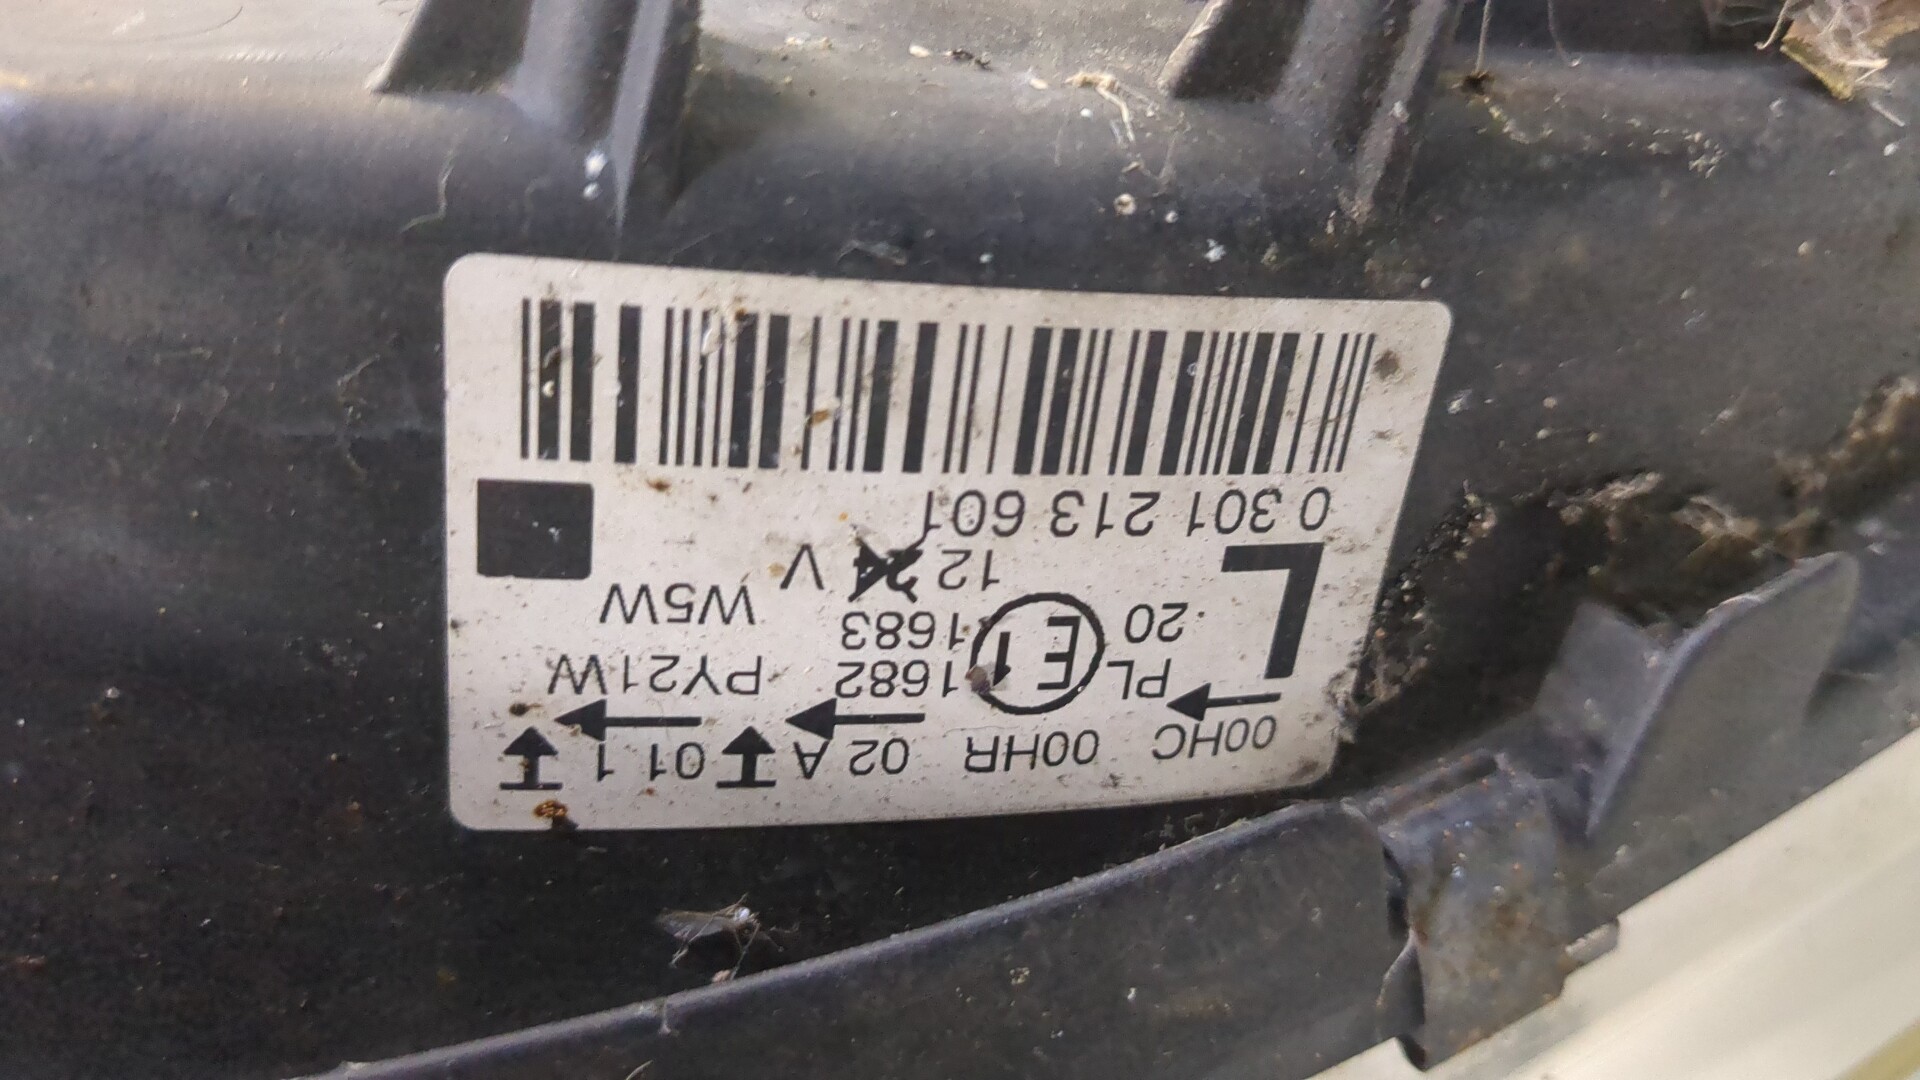 00HC 00HR 02 A 01 1
PL E1 1682 PY21W
20 1683 W5W
L 12 V
0 301 213 601